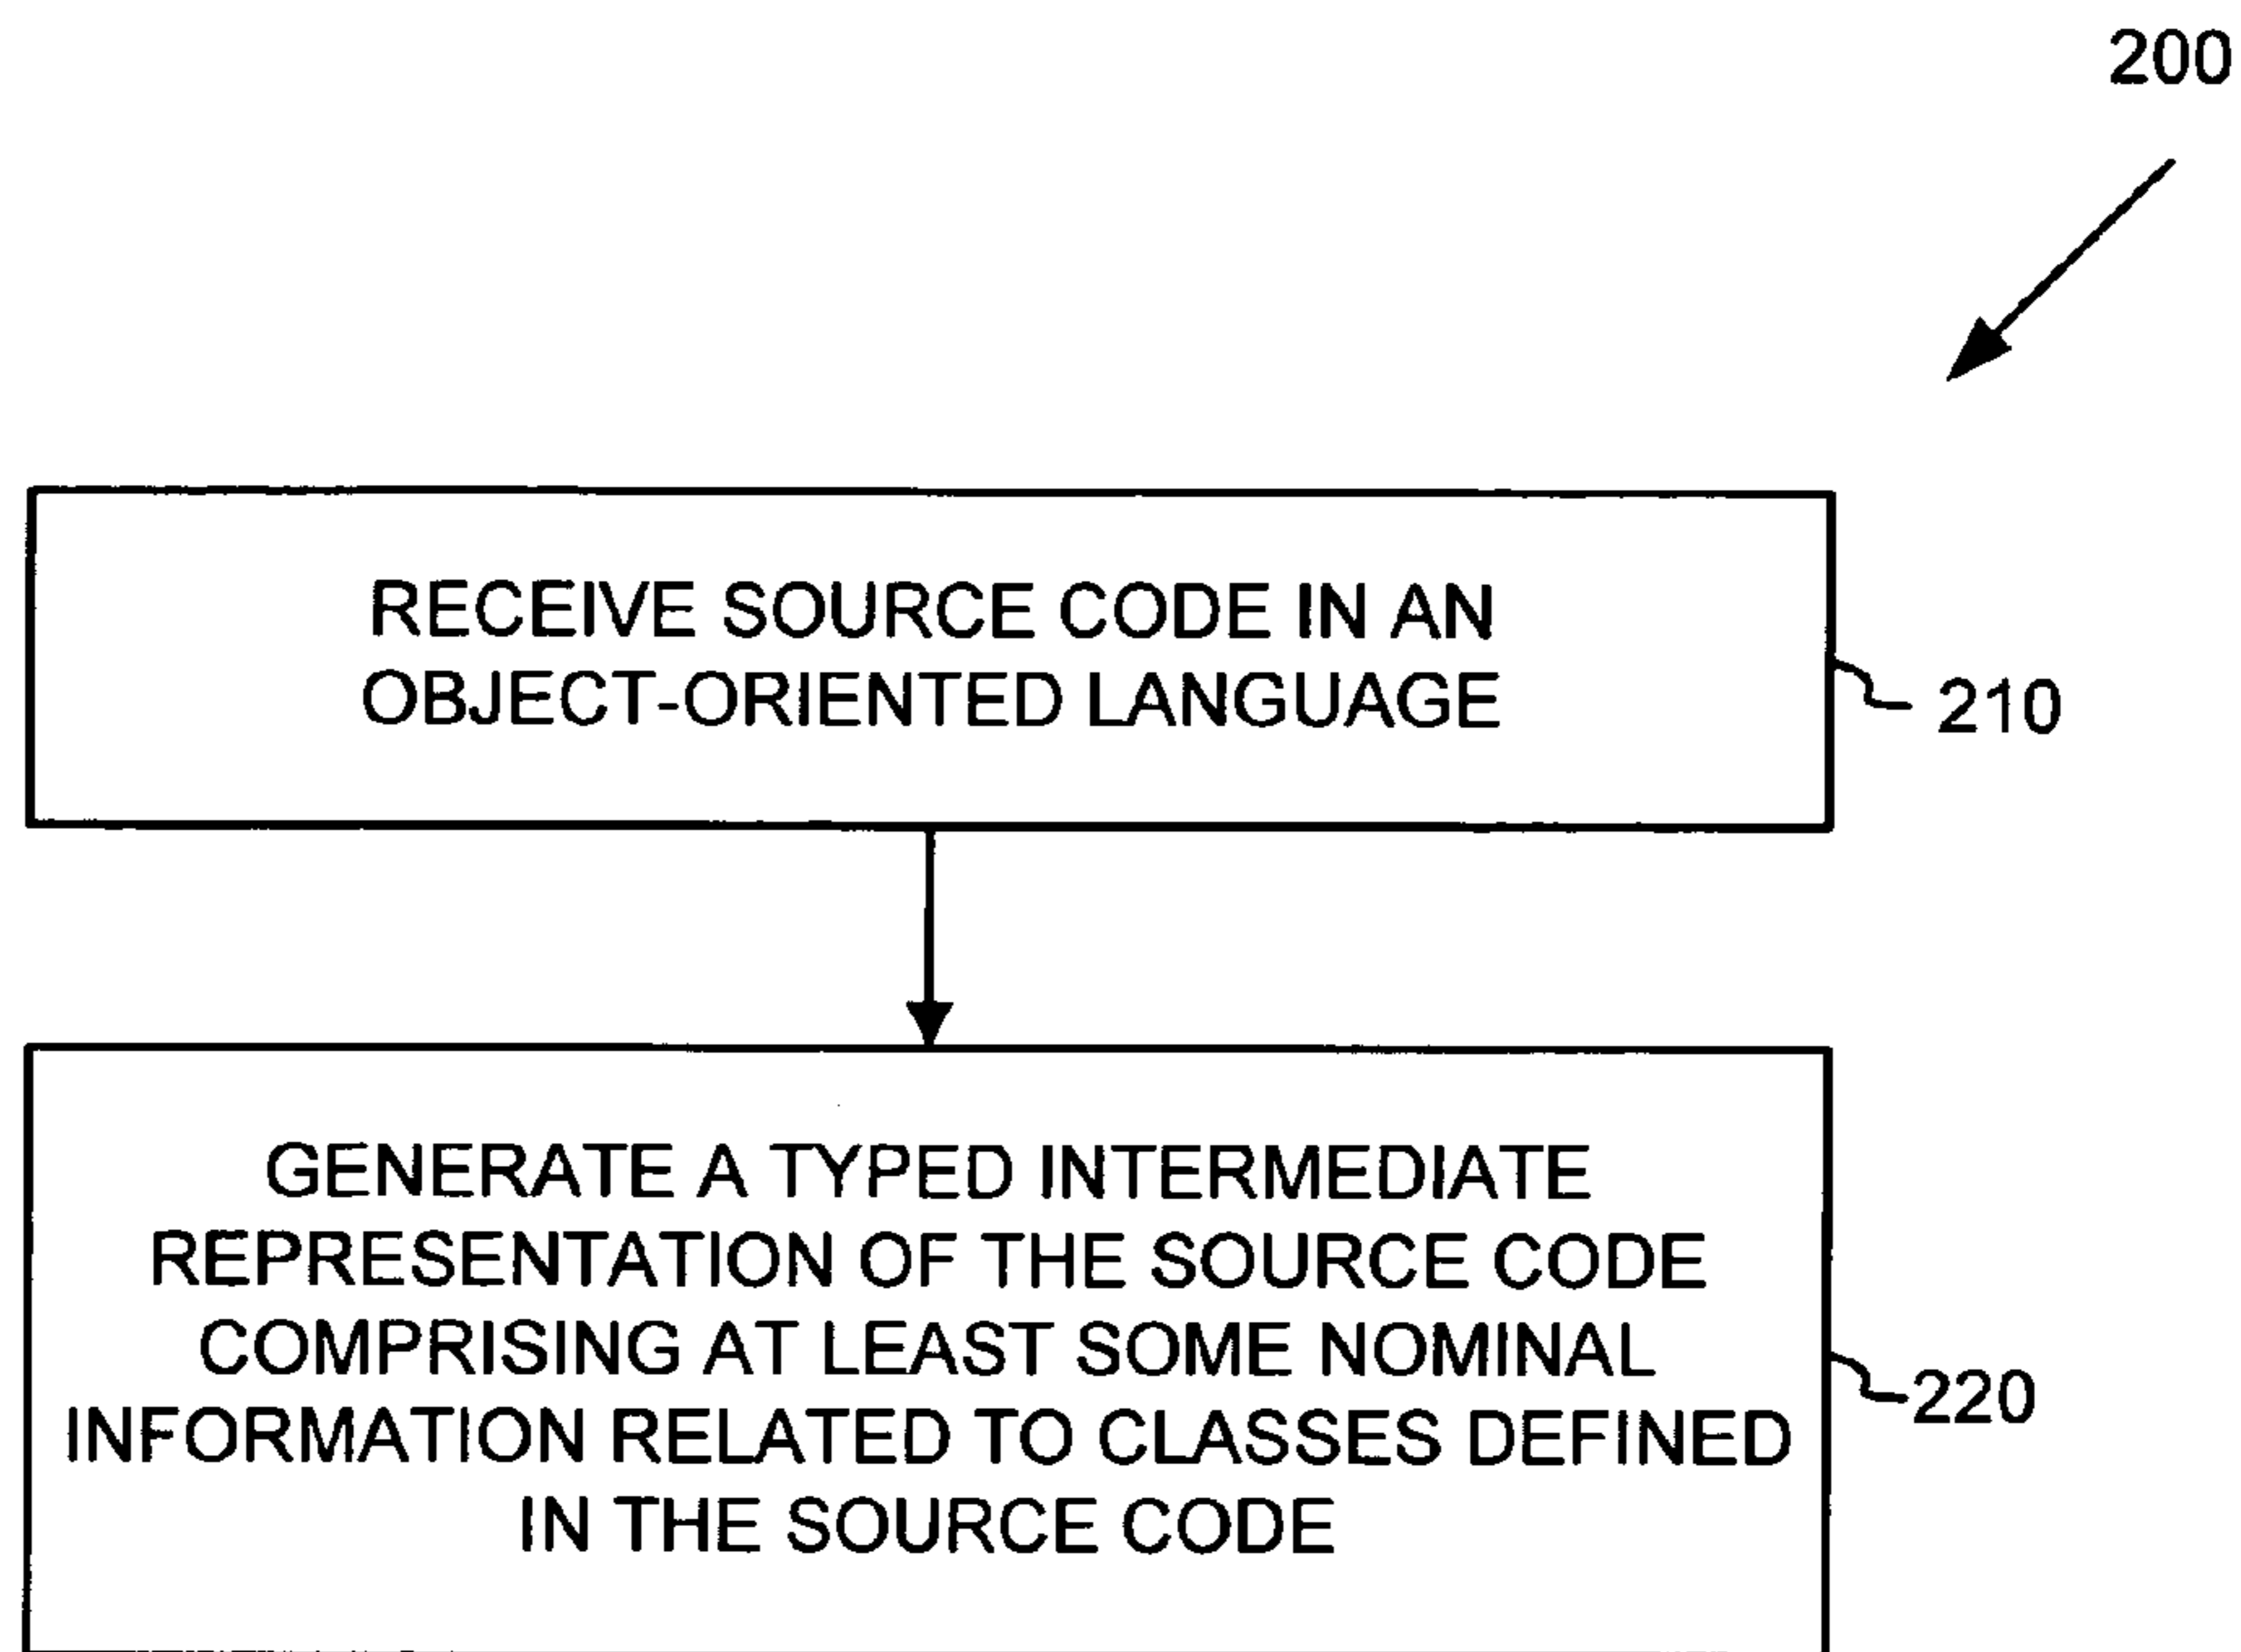 200
RECEIVE SOURCE CODE IN AN
OBJECT-ORIENTED LANGUAGE
210
GENERATE A TYPED INTERMEDIATE
REPRESENTATION OF THE SOURCE CODE
COMPRISING AT LEAST SOME NOMINAL
INFORMATION RELATED TO CLASSES DEFINED
IN THE SOURCE CODE
220